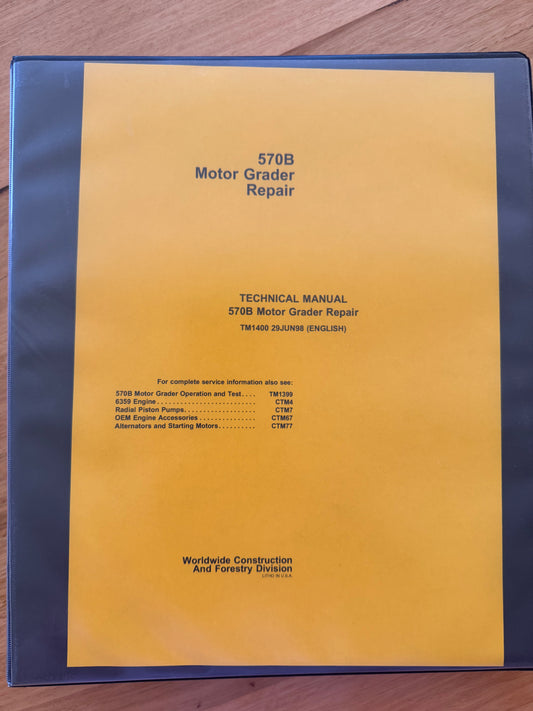 570B
Motor Grader
Repair
TECHNICAL MANUAL
570B Motor Grader Repair
TM1400 29JUN98 (ENGLISH)
For complete service information also see:
570B Motor Grader Operation and Test.... TM1399
6359 Engine.......................... CTM4
Radial Piston Pumps................... CTM7
OEM Engine Accessories............... CTM67
Alternators and Starting Motors.......... CTM77
Worldwide Construction
And Forestry Division
LITHO IN U.S.A.